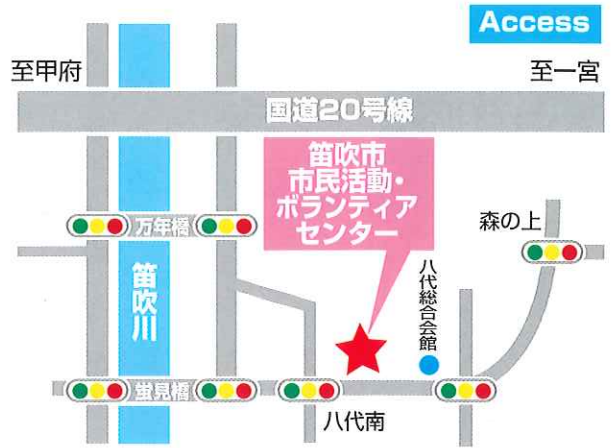 Access
至甲府
至一宮
国道20号線
笛吹市
市民活動・
ボランティア
センター
万年橋
森の上
笛吹川
八代総合会館
蛍見橋
八代南